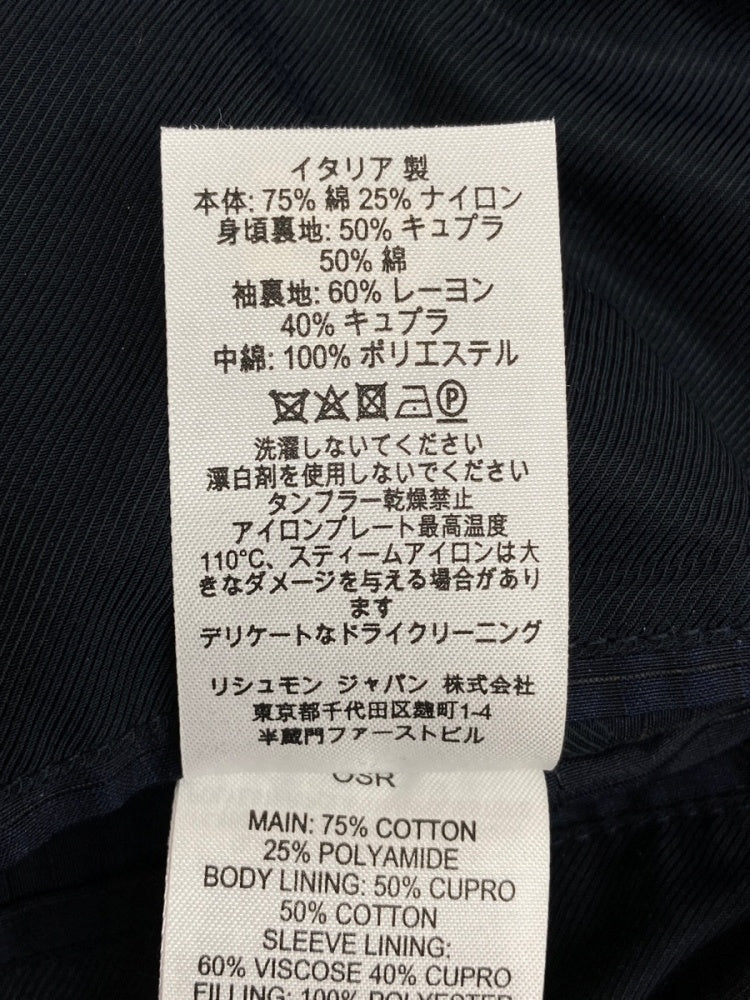 イタリア 製
本体: 75% 綿 25% ナイロン
身頃裏地: 50% キュプラ
50% 綿
袖裏地: 60% レーヨン
40% キュプラ
中綿: 100% ポリエステル
P
洗濯しないてください
漂白剤を使用しないでください
タンブラー乾燥禁止
アイロンプレート最高温度
110°C、スティームアイロンは大
きなダメージを与える場合があり
ます
デリケートなドライクリーニング
リシュモン ジャパン 株式会社
東京都千代田区麹町1-4
半蔵門ファーストビル
MAIN: 75% COTTON
25% POLYAMIDE
BODY LINING: 50% CUPRO
50% COTTON
SLEEVE LINING:
60% VISCOSE 40% CUPRO
FILLING: 100% POLYESTER